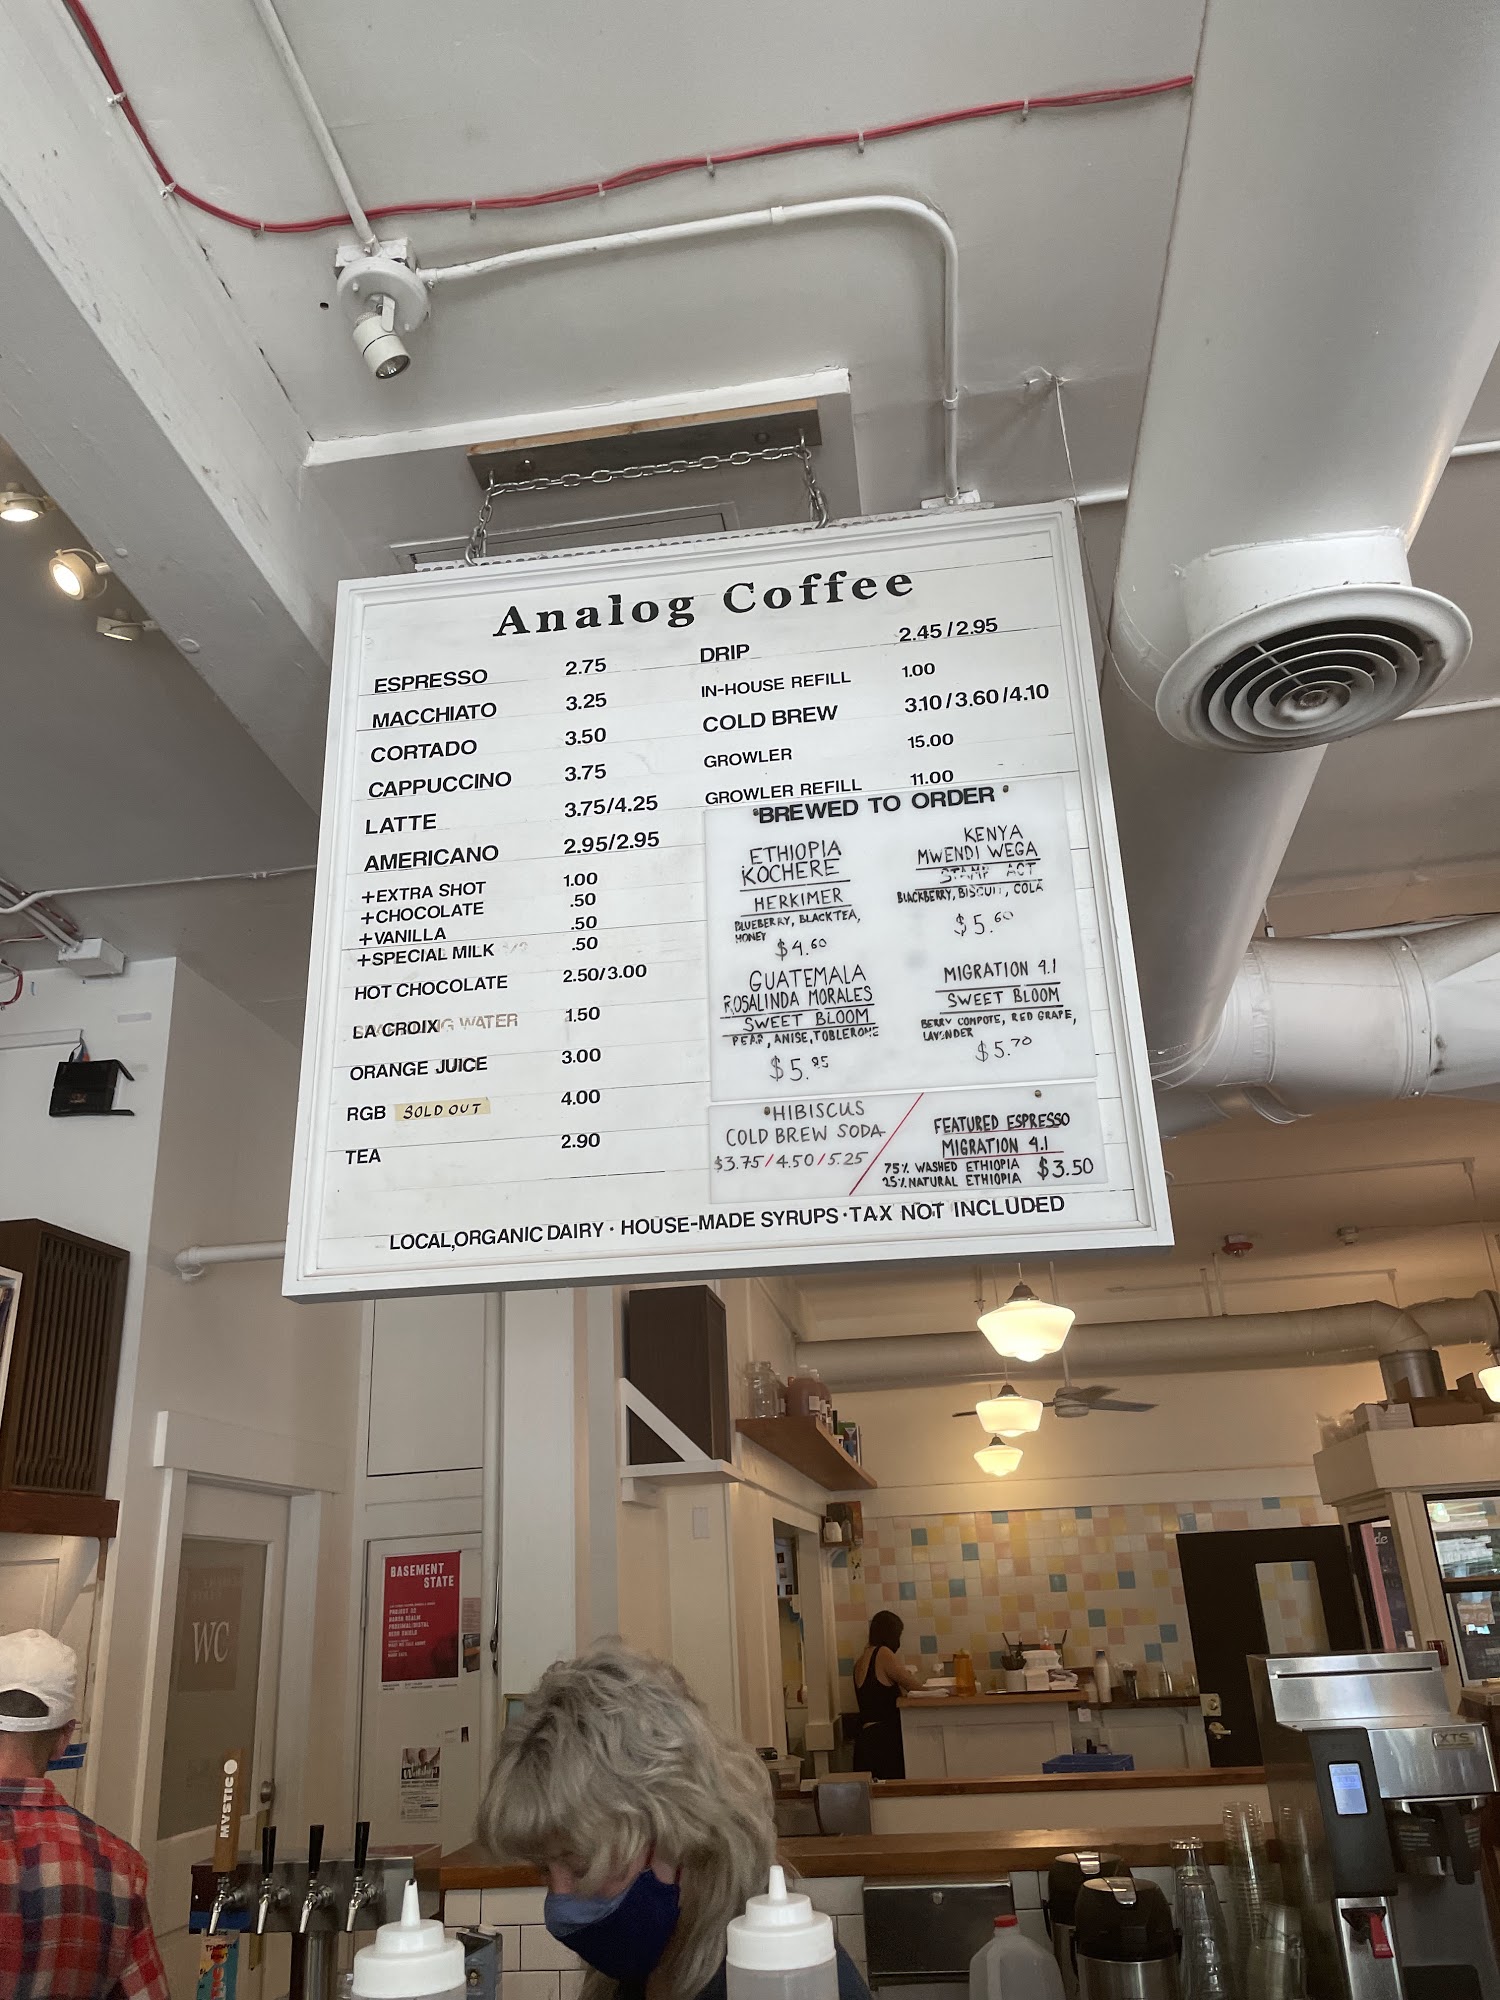 Analog Coffee
ESPRESSO 2.75
MACCHIATO 3.25
CORTADO 3.50
CAPPUCCINO 3.75
LATTE 3.75/4.25
AMERICANO 2.95/2.95
+EXTRA SHOT 1.00
+CHOCOLATE .50
+VANILLA .50
+SPECIAL MILK .50
HOT CHOCOLATE 2.50/3.00
LA CROIX WATER 1.50
ORANGE JUICE 3.00
RGB SOLD OUT 4.00
TEA 2.90
DRIP 2.45/2.95
IN-HOUSE REFILL 1.00
COLD BREW 3.10/3.60/4.10
GROWLER 15.00
GROWLER REFILL 11.00
"BREWED TO ORDER"
ETHIOPIA
KOCHERE
HERKIMER
BLUEBERRY, BLACK TEA,
HONEY
$4.60
KENYA
MWENDI WEGA
STAMP ACT
BLACKBERRY, BISCUIT, COLA
$5.60
GUATEMALA
ROSALINDA MORALES
SWEET BLOOM
PEAR, ANISE, TOBLERONE
$5.95
MIGRATION 4.1
SWEET BLOOM
BERRY COMPOTE, RED GRAPE,
LAVENDER
$5.70
HIBISCUS
COLD BREW SODA
$3.75/4.50/5.25
FEATURED ESPRESSO
MIGRATION 4.1
75% WASHED ETHIOPIA
25% NATURAL ETHIOPIA
$3.50
LOCAL,ORGANIC DAIRY · HOUSE-MADE SYRUPS · TAX NOT INCLUDED
BASEMENT
STATE
WC
MYSTIC
XTS